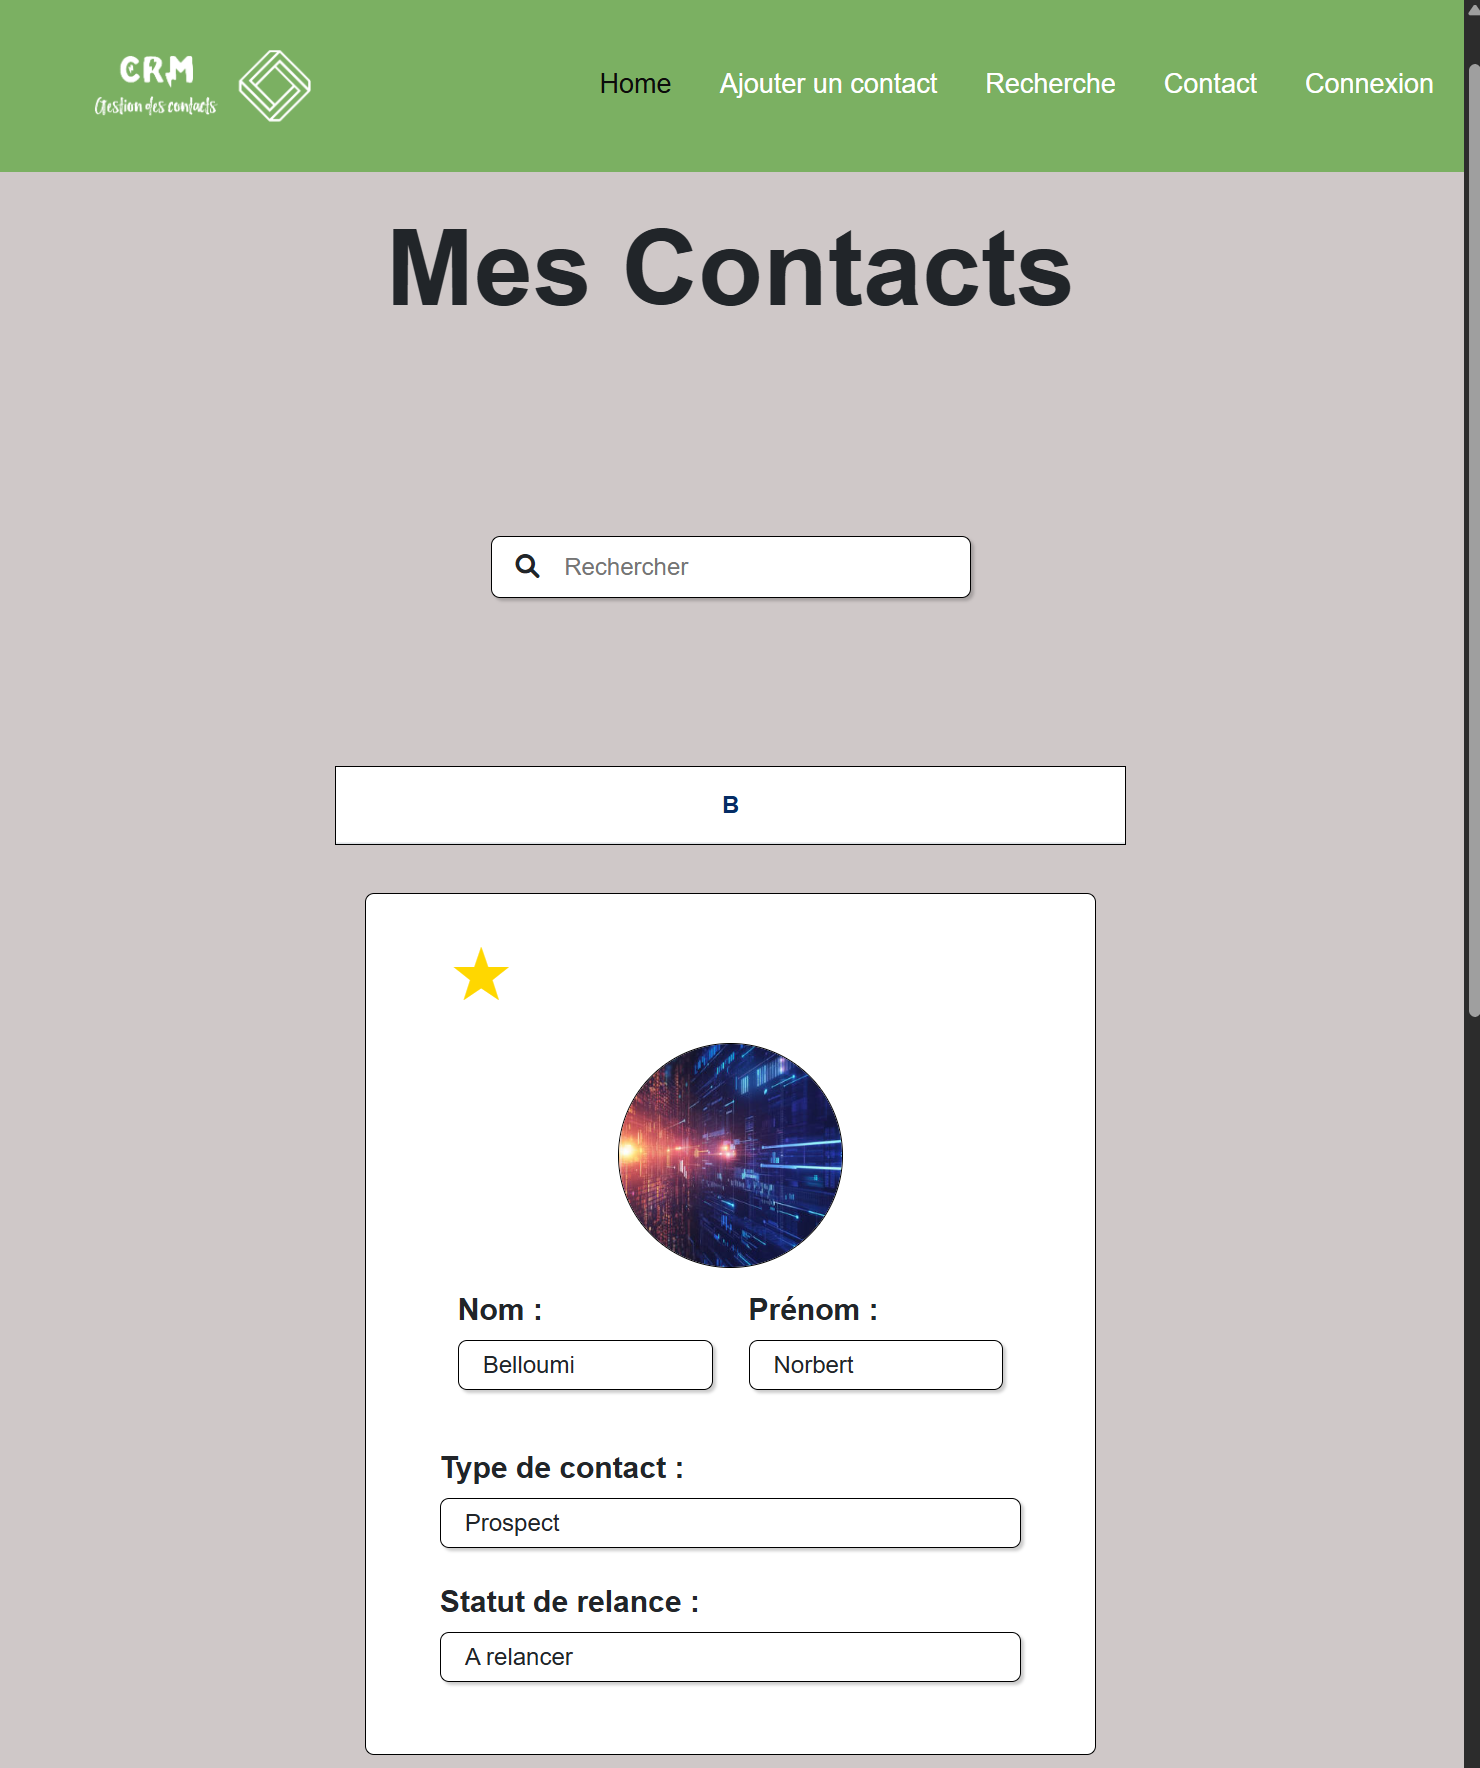 CRM
Gestion des contacts
Home Ajouter un contact Recherche Contact Connexion
Mes Contacts
Rechercher
B
Nom : Prénom :
Belloumi Norbert
Type de contact :
Prospect
Statut de relance :
A relancer